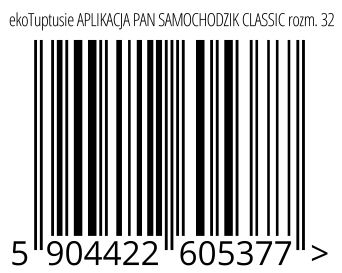 ekoTuptusie APLIKACJA PAN SAMOCHODZIK CLASSIC rozm. 32
5 904422 605377 >